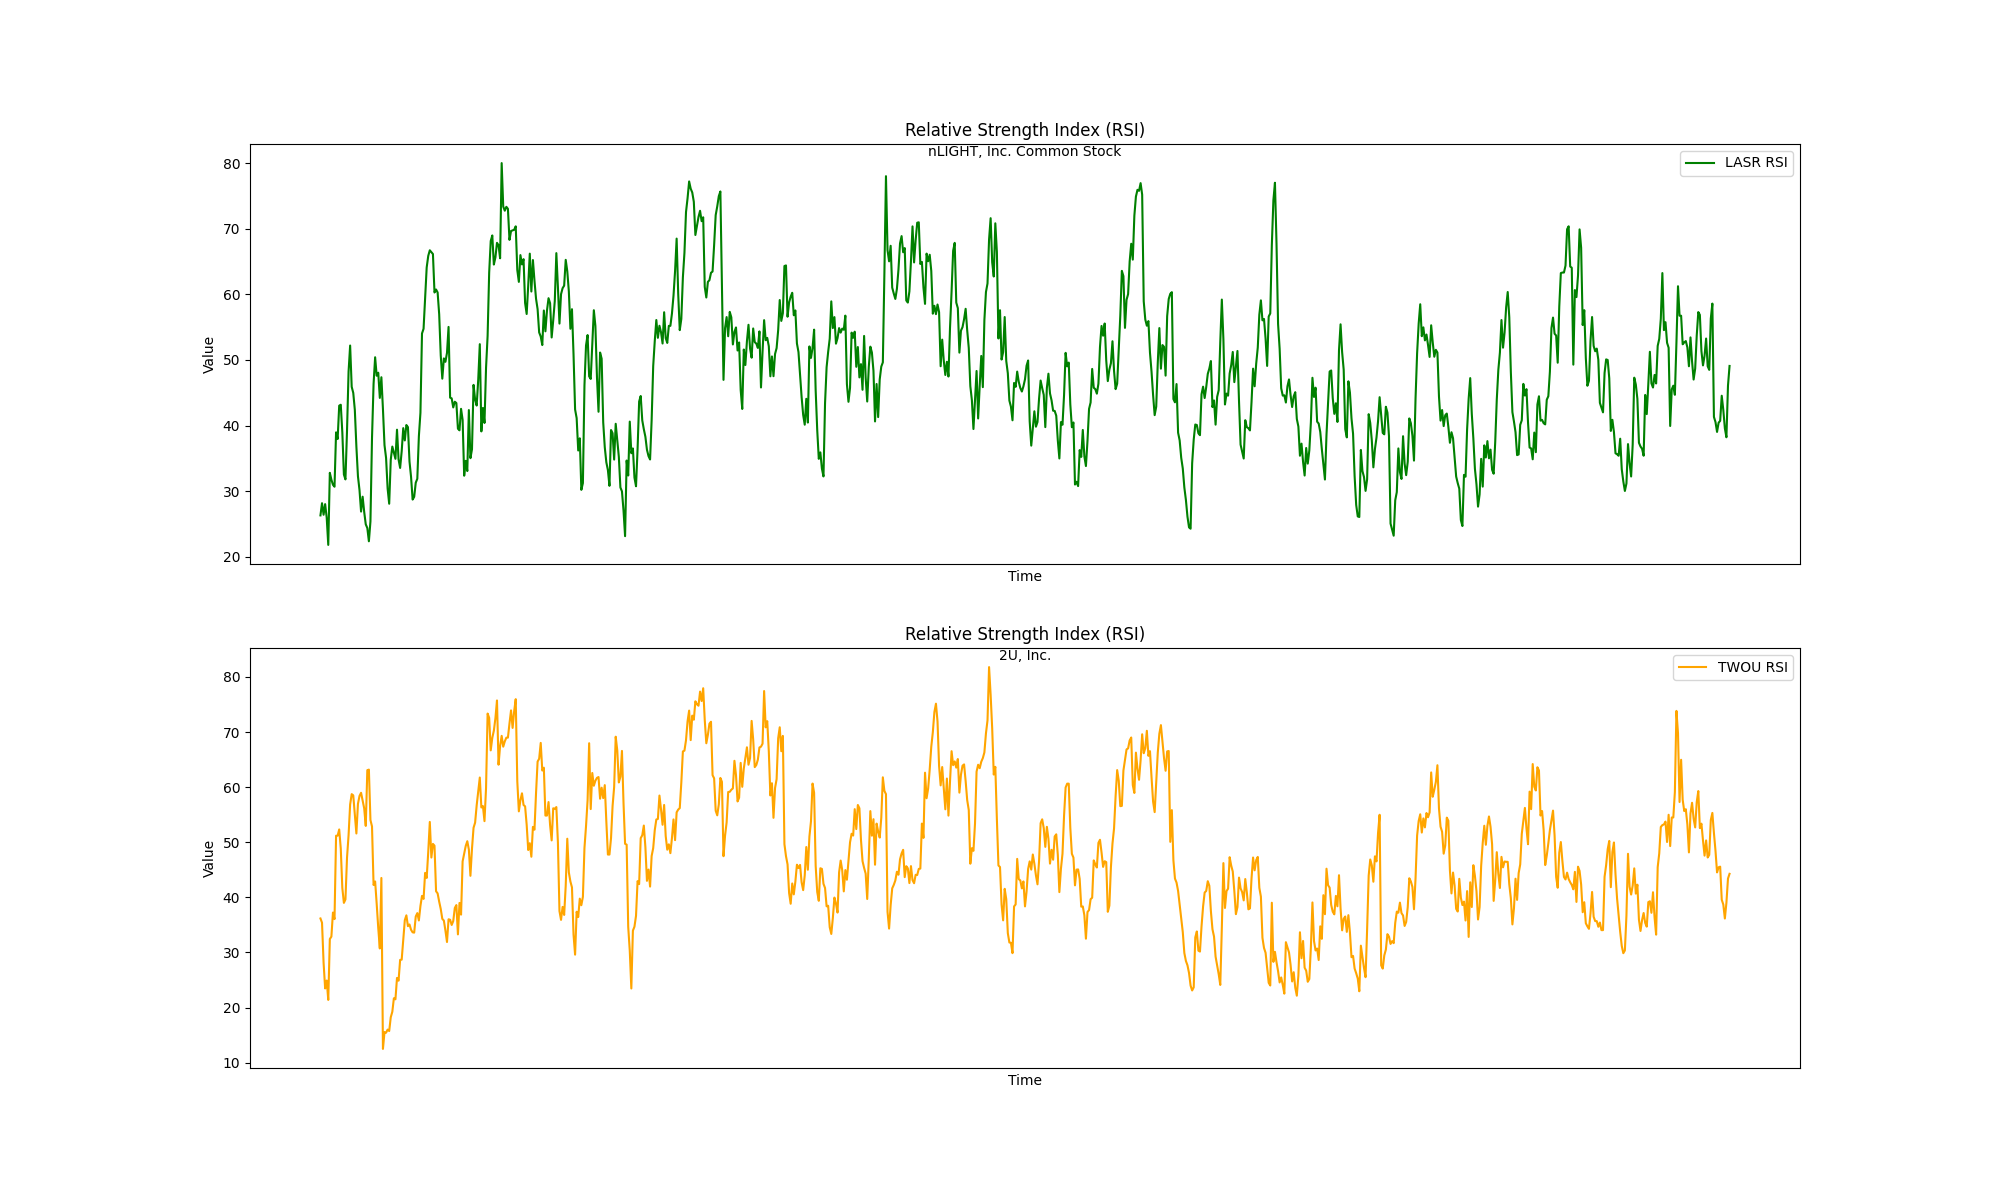 Relative Strength Index (RSI)
nLIGHT, Inc. Common Stock
LASR RSI
80
70
60
50
40
30
20
Value
Time
Relative Strength Index (RSI)
2U, Inc.
TWOU RSI
80
70
60
50
40
30
20
10
Value
Time